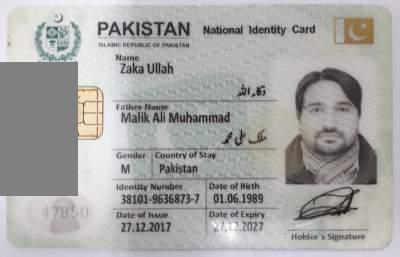 PAKISTAN National Identity Card
ISLAMIC REPUBLIC OF PAKISTAN
Name
Zaka Ullah
ذکاء اللہ
Father Name
Malik Ali Muhammad
ملک علی محمد
Gender Country of Stay
M Pakistan
Identity Number Date of Birth
38101-9636873-7 01.06.1989
Date of Issue Date of Expiry
27.12.2017 27.12.2027
47850
Holder's Signature